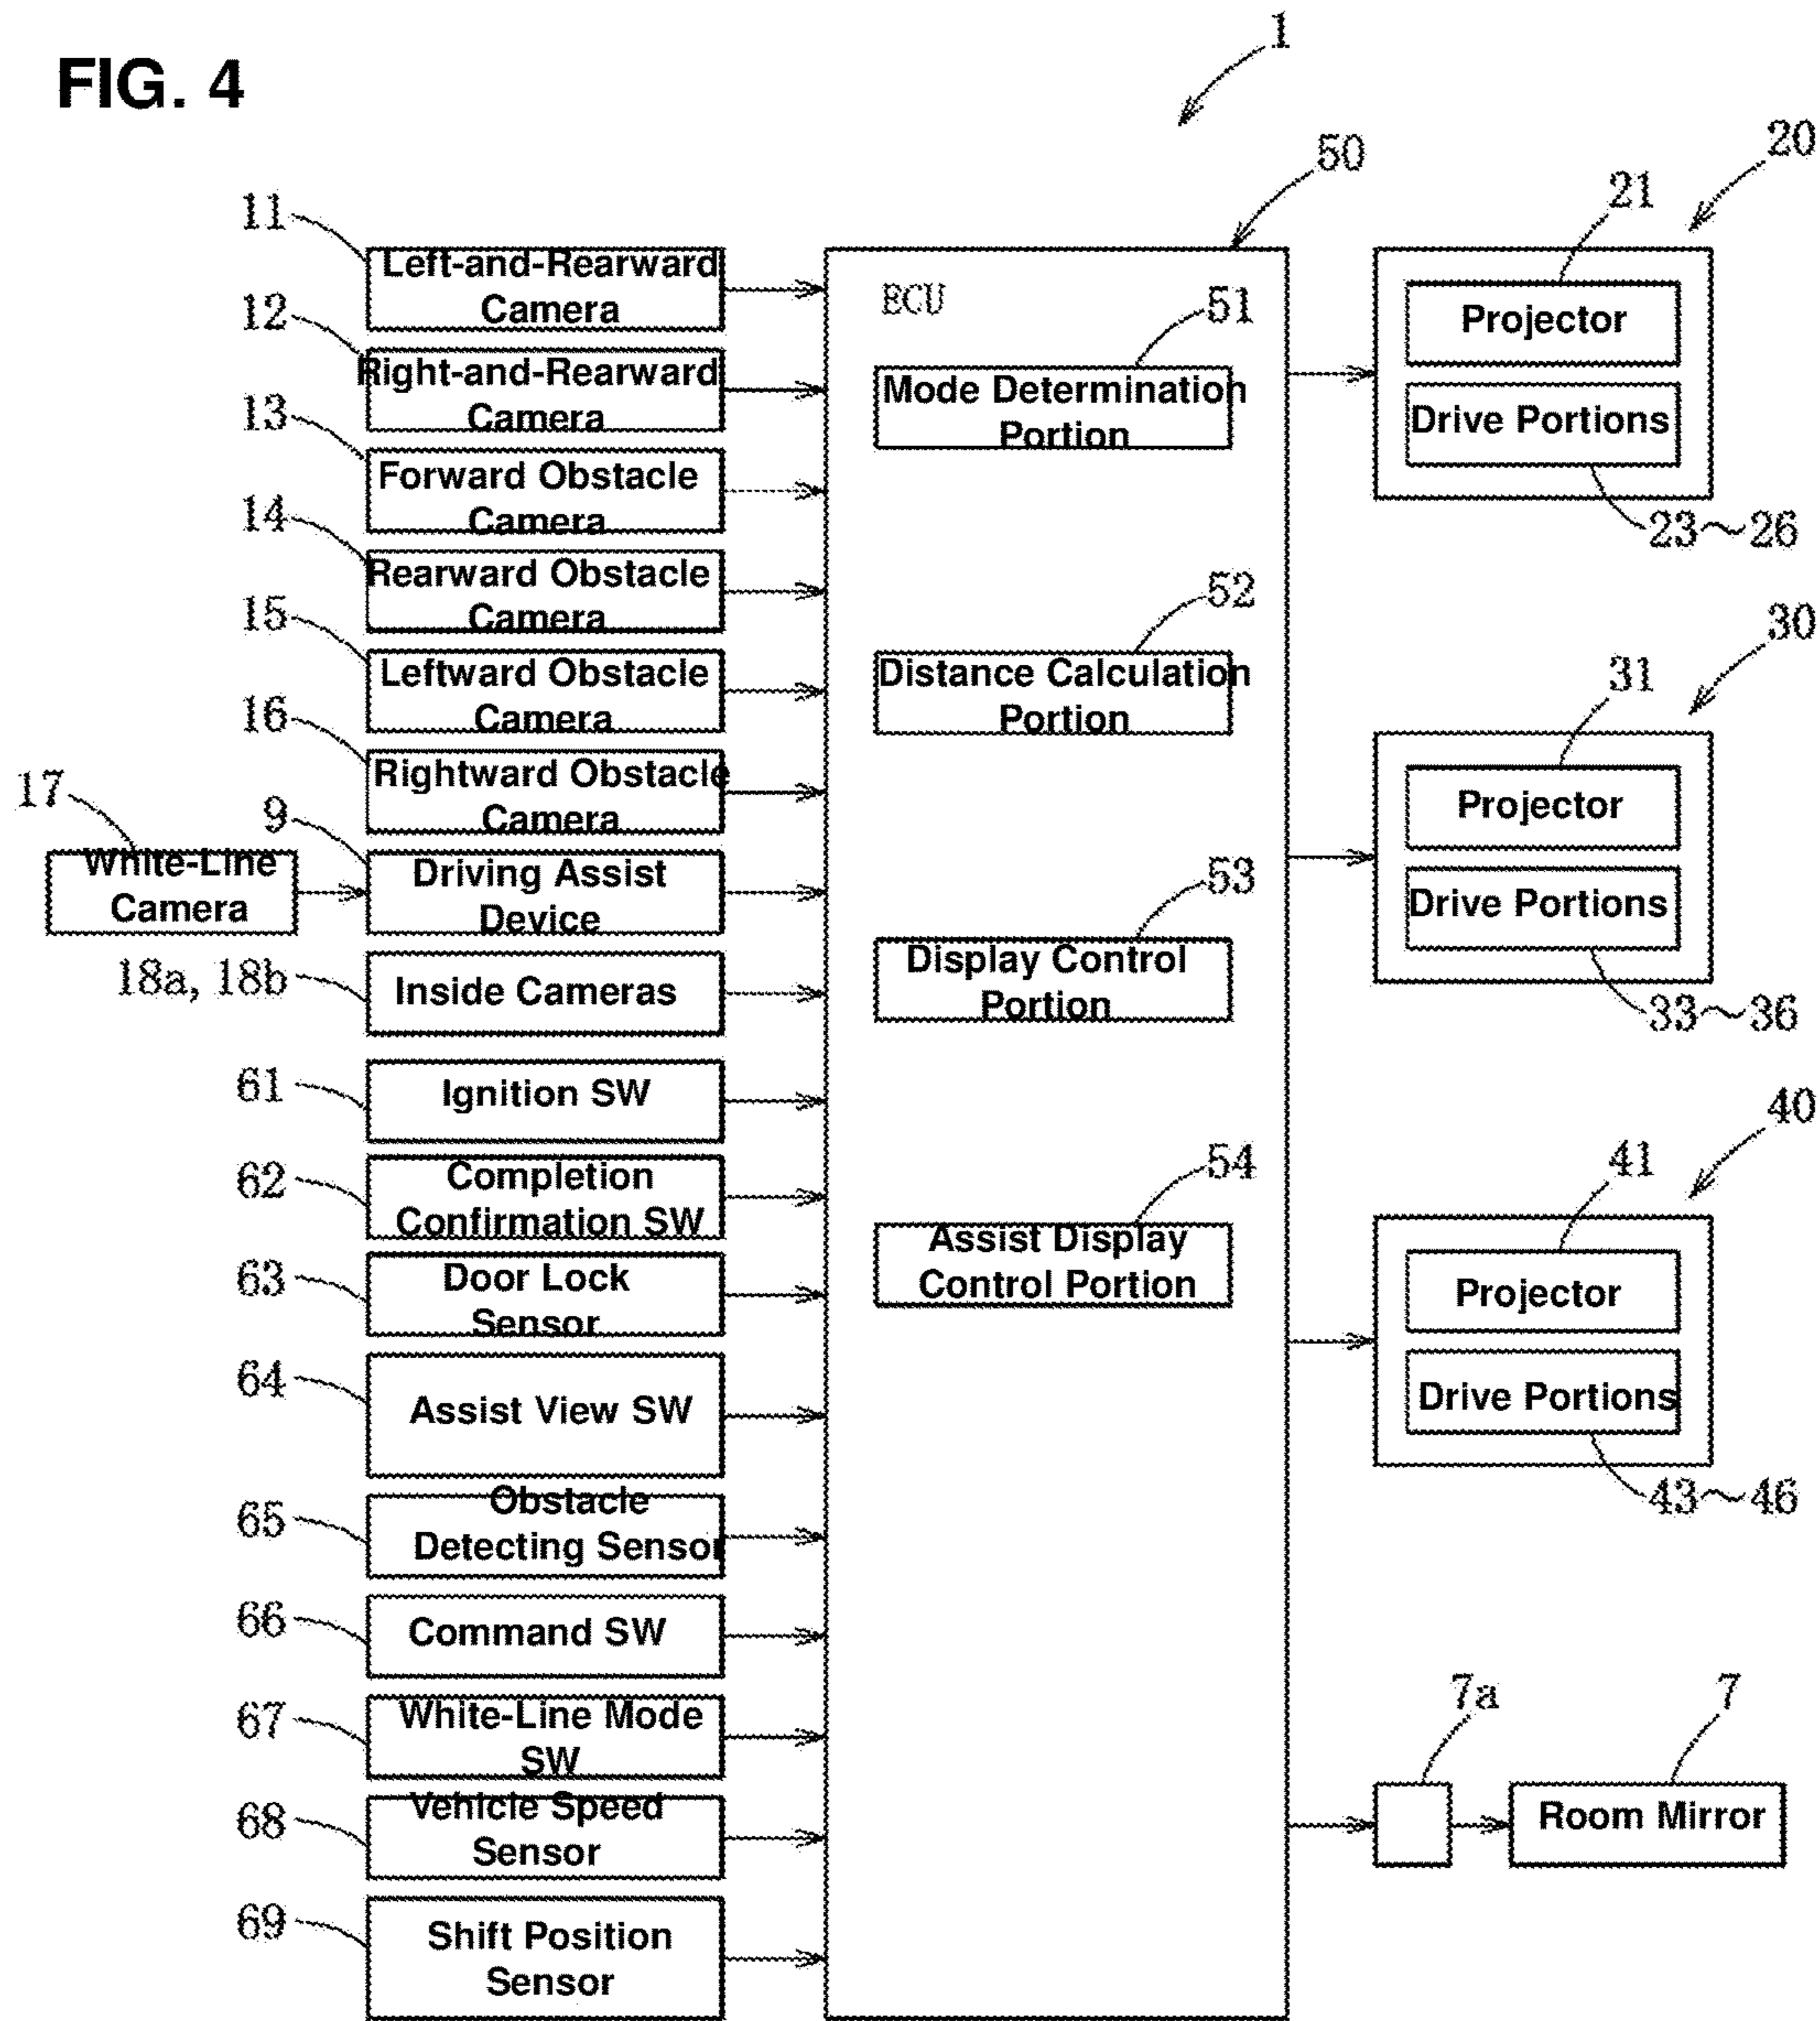 FIG. 4
1
50
20
21
11
Left-and-Rearward
Camera
ECU
51
Projector
12
Right-and-Rearward
Camera
Mode Determination
Portion
Drive Portions
13
Forward Obstacle
Camera
23~26
14
Rearward Obstacle
Camera
52
30
15
Leftward Obstacle
Camera
Distance Calculation
Portion
31
16
Rightward Obstacle
Camera
Projector
17
White-Line
Camera
9
Driving Assist
Device
53
Drive Portions
18a, 18b
Inside Cameras
Display Control
Portion
33~36
61
Ignition SW
40
62
Completion
Confirmation SW
54
41
63
Door Lock
Sensor
Assist Display
Control Portion
Projector
64
Assist View SW
Drive Portions
65
Obstacle
Detecting Sensor
43~46
66
Command SW
67
White-Line Mode
SW
7a
7
68
Vehicle Speed
Sensor
Room Mirror
69
Shift Position
Sensor